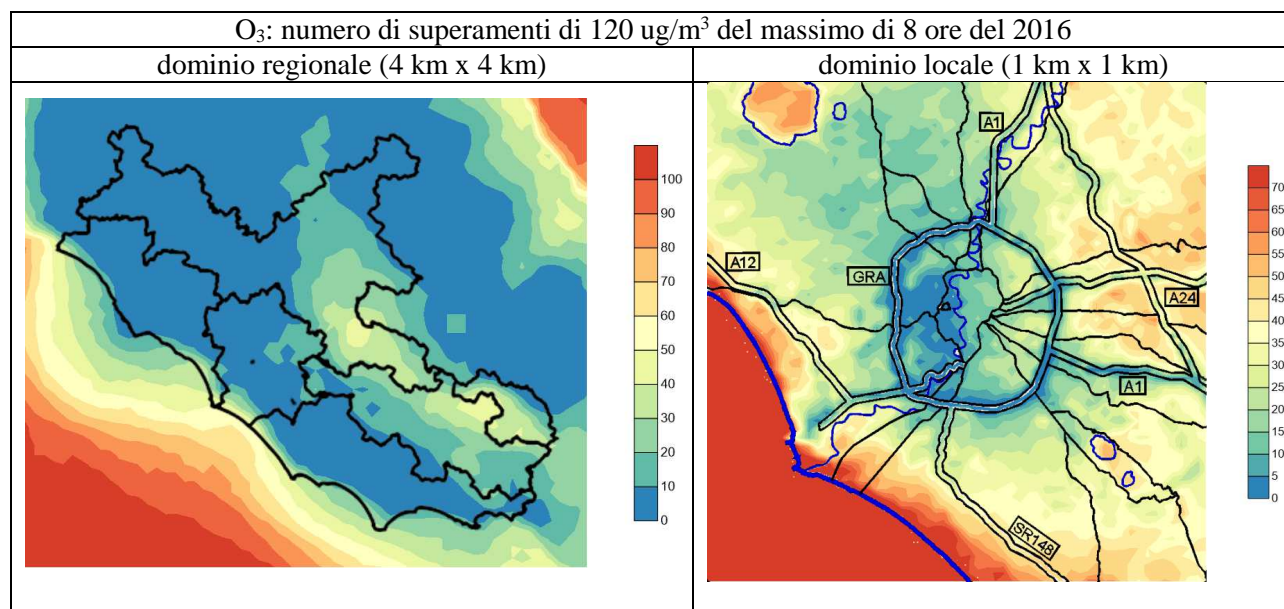 O₃: numero di superamenti di 120 ug/m³ del massimo di 8 ore del 2016
dominio regionale (4 km x 4 km)
dominio locale (1 km x 1 km)
100
90
80
70
60
50
40
30
20
10
0
A1
A12
GRA
A24
A1
SR148
70
65
60
55
50
45
40
35
30
25
20
15
10
5
0